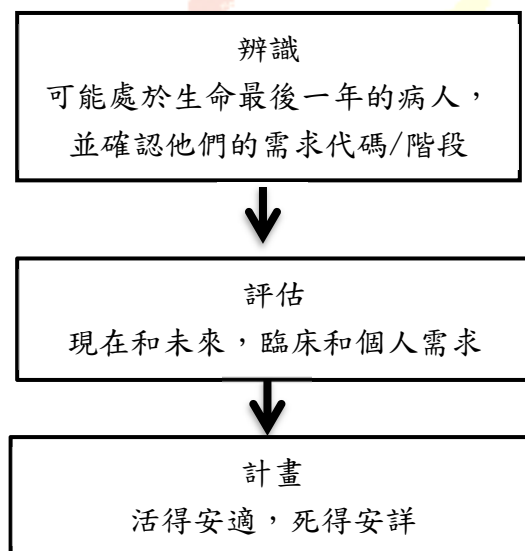 辨識
可能處於生命最後一年的病人，
並確認他們的需求代碼/階段
評估
現在和未來，臨床和個人需求
計畫
活得安適，死得安詳